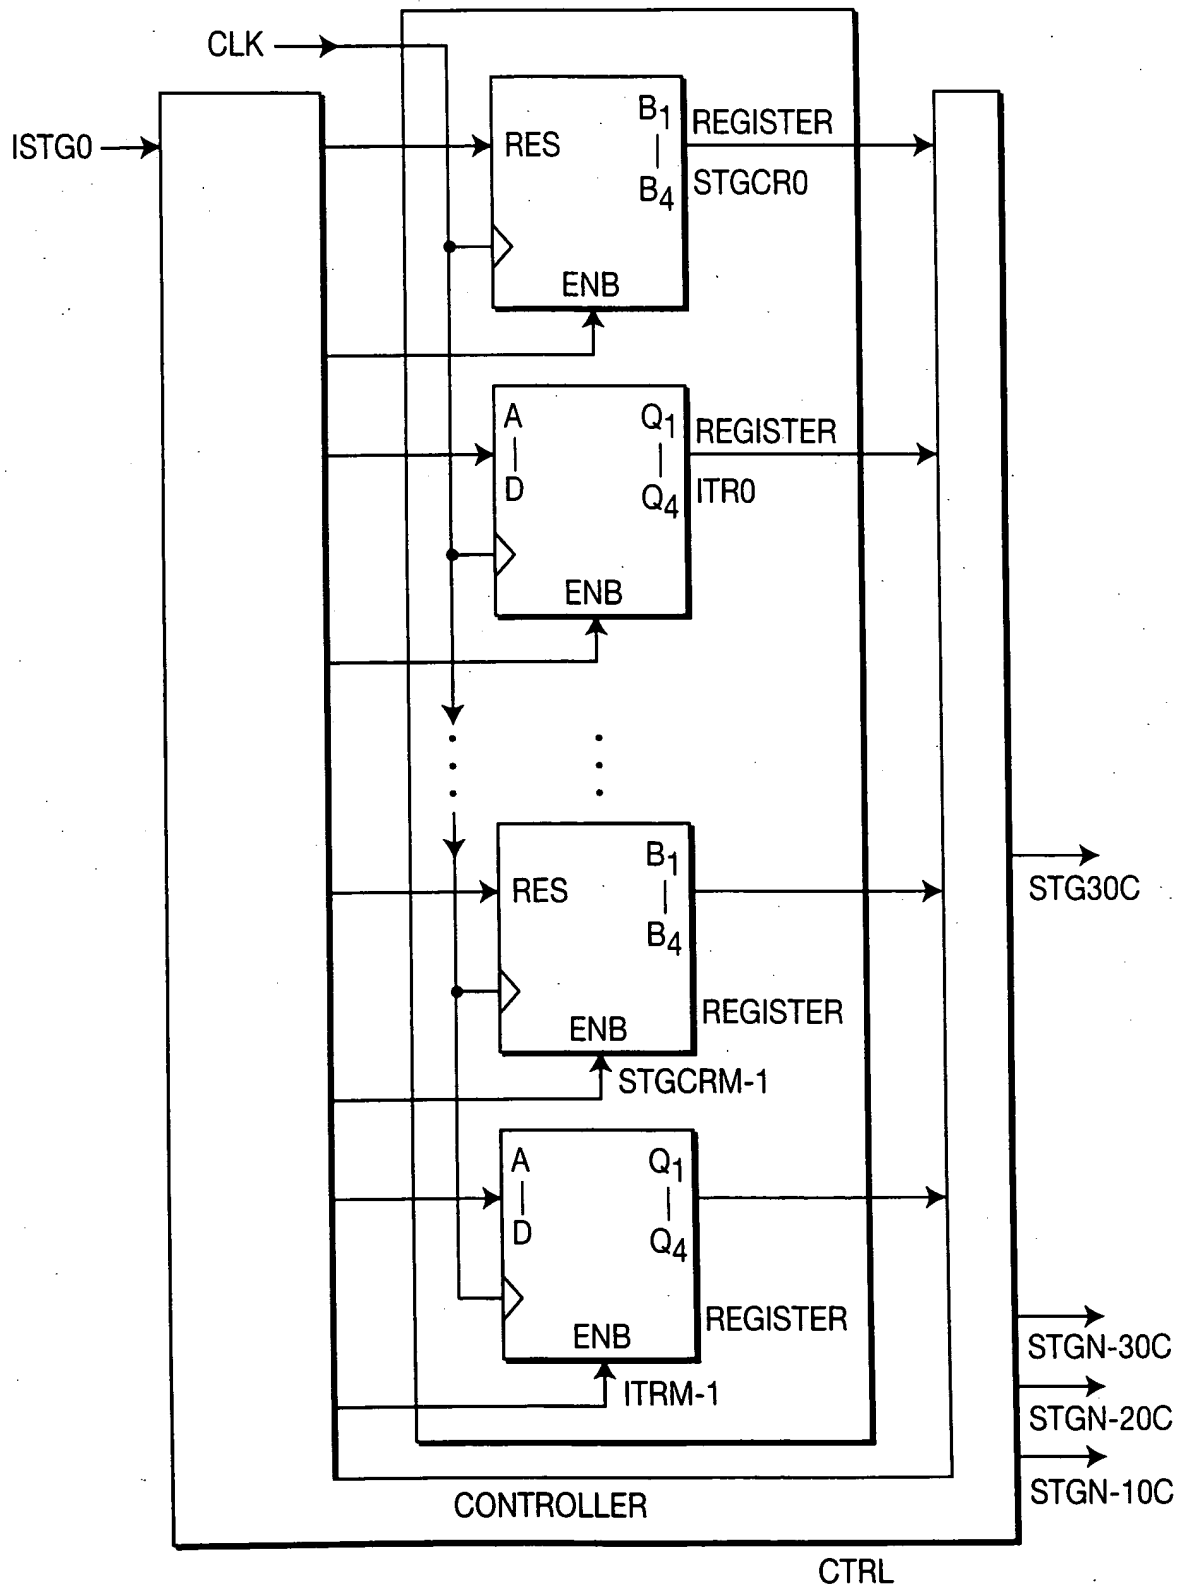 CLK
ISTG0
RES
B1
B4
ENB
REGISTER
STGCR0
A
D
Q1
Q4
ENB
REGISTER
ITR0
RES
B1
B4
ENB
REGISTER
STGCRM-1
STG30C
A
D
Q1
Q4
ENB
REGISTER
ITRM-1
STGN-30C
STGN-20C
STGN-10C
CONTROLLER
CTRL